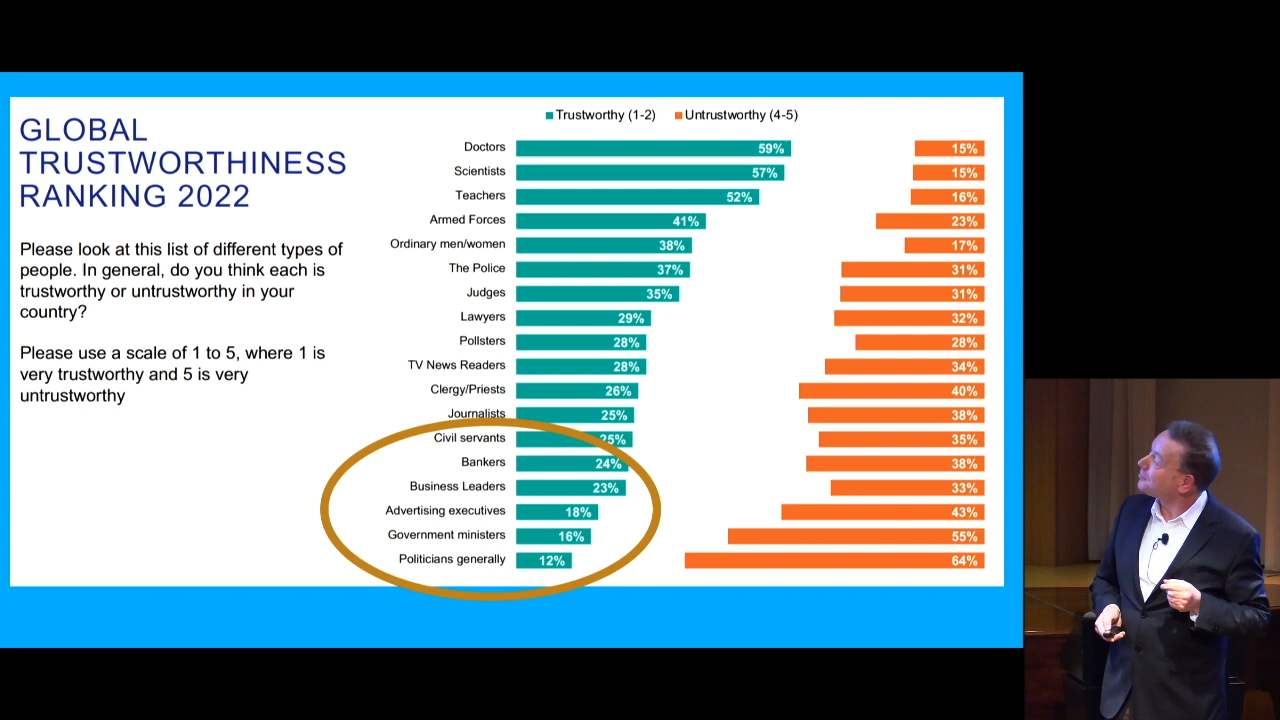 GLOBAL
TRUSTWORTHINESS
RANKING 2022
Please look at this list of different types of
people. In general, do you think each is
trustworthy or untrustworthy in your
country?
Please use a scale of 1 to 5, where 1 is
very trustworthy and 5 is very
untrustworthy
Trustworthy (1-2) Untrustworthy (4-5)
Doctors 59% 15%
Scientists 57% 15%
Teachers 52% 16%
Armed Forces 41% 23%
Ordinary men/women 38% 17%
The Police 37% 31%
Judges 35% 31%
Lawyers 29% 32%
Pollsters 28% 28%
TV News Readers 28% 34%
Clergy/Priests 26% 40%
Journalists 25% 38%
Civil servants 25% 35%
Bankers 24% 38%
Business Leaders 23% 33%
Advertising executives 18% 43%
Government ministers 16% 55%
Politicians generally 12% 64%